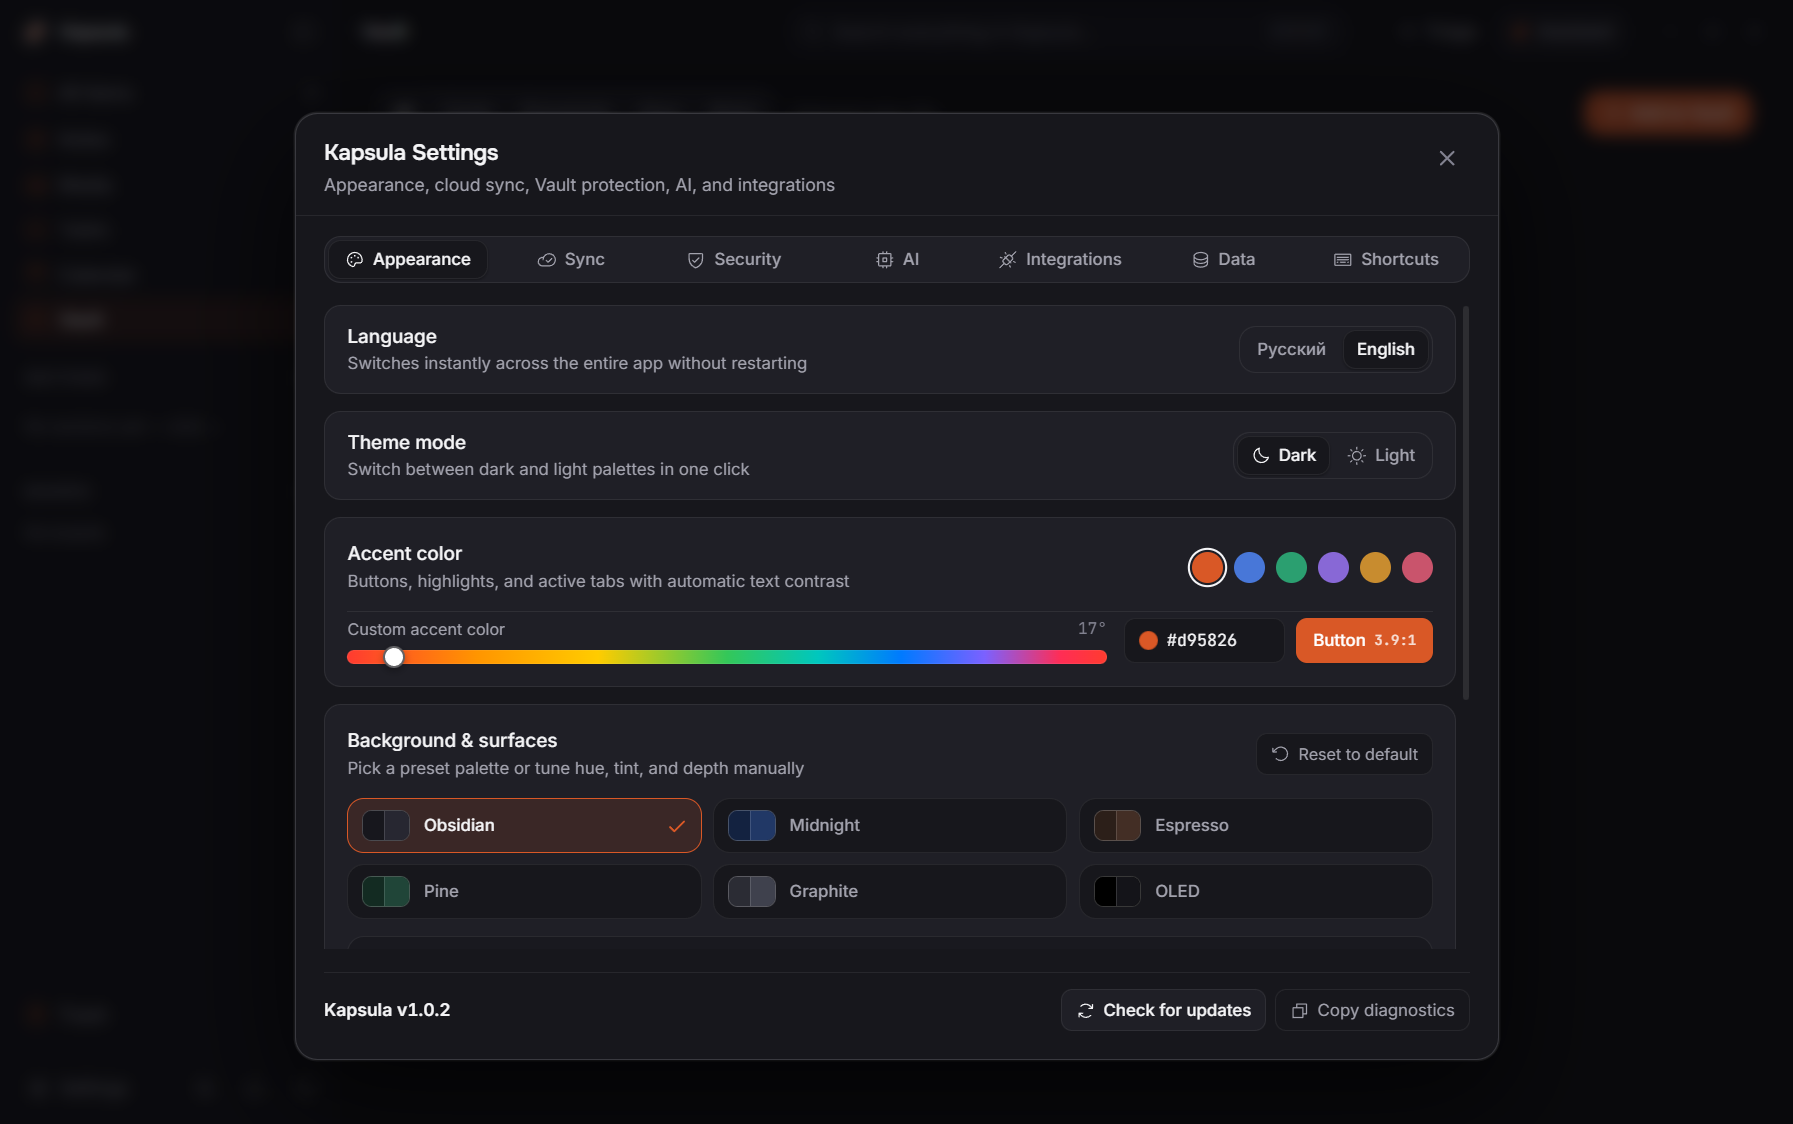 Kapsula Settings
Appearance, cloud sync, Vault protection, AI, and integrations
Appearance
Sync
Security
AI
Integrations
Data
Shortcuts
Language
Switches instantly across the entire app without restarting
Русский
English
Theme mode
Switch between dark and light palettes in one click
Dark
Light
Accent color
Buttons, highlights, and active tabs with automatic text contrast
Custom accent color
17°
#d95826
Button 3.9:1
Background & surfaces
Pick a preset palette or tune hue, tint, and depth manually
Reset to default
Obsidian
Midnight
Espresso
Pine
Graphite
OLED
Kapsula v1.0.2
Check for updates
Copy diagnostics